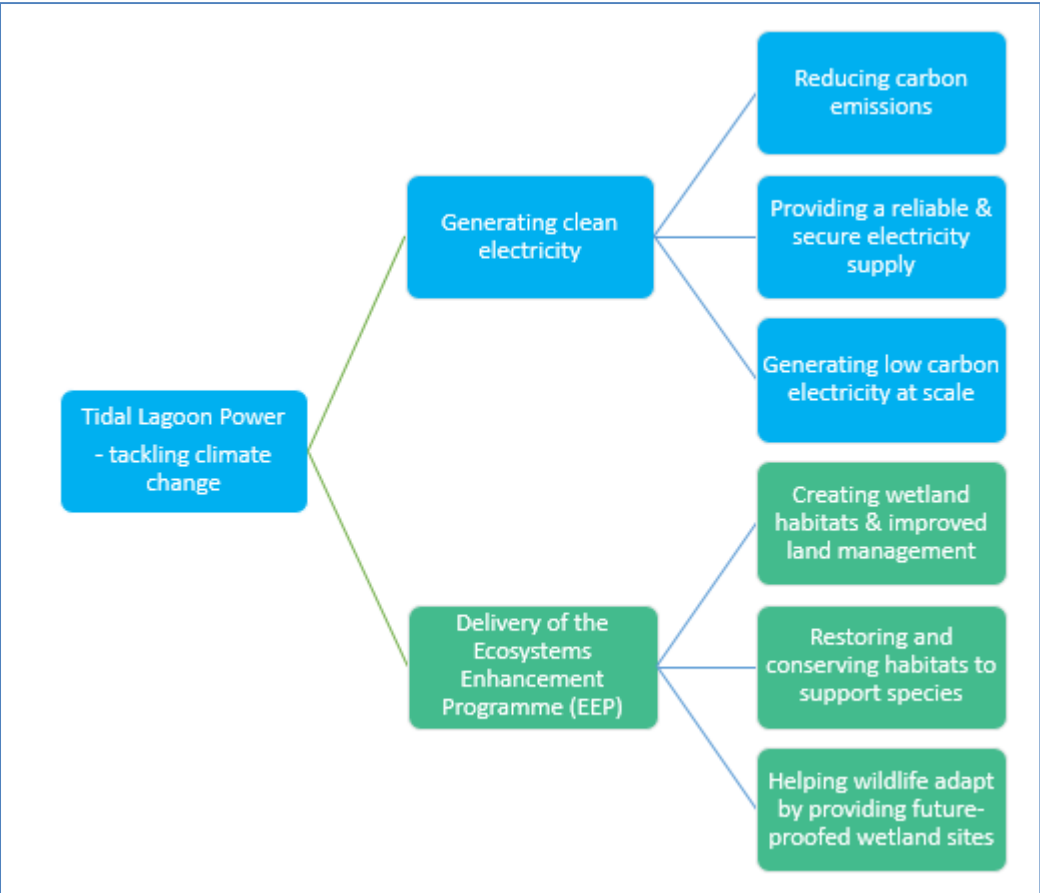 Reducing carbon
emissions
Generating clean
electricity
Providing a reliable &
secure electricity
supply
Generating low carbon
electricity at scale
Tidal Lagoon Power
- tackling climate
change
Creating wetland
habitats & improved
land management
Delivery of the
Ecosystems
Enhancement
Programme (EEP)
Restoring and
conserving habitats to
support species
Helping wildlife adapt
by providing future-
proofed wetland sites